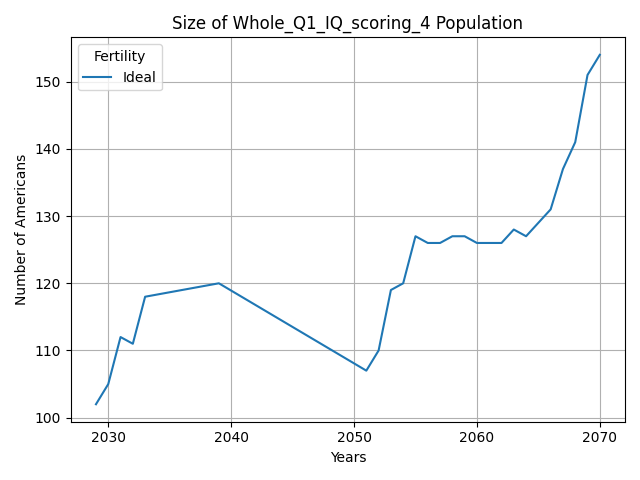 Size of Whole_Q1_IQ_scoring_4 Population
Fertility
Ideal
150
140
130
120
110
100
Number of Americans
2030 2040 2050 2060 2070
Years